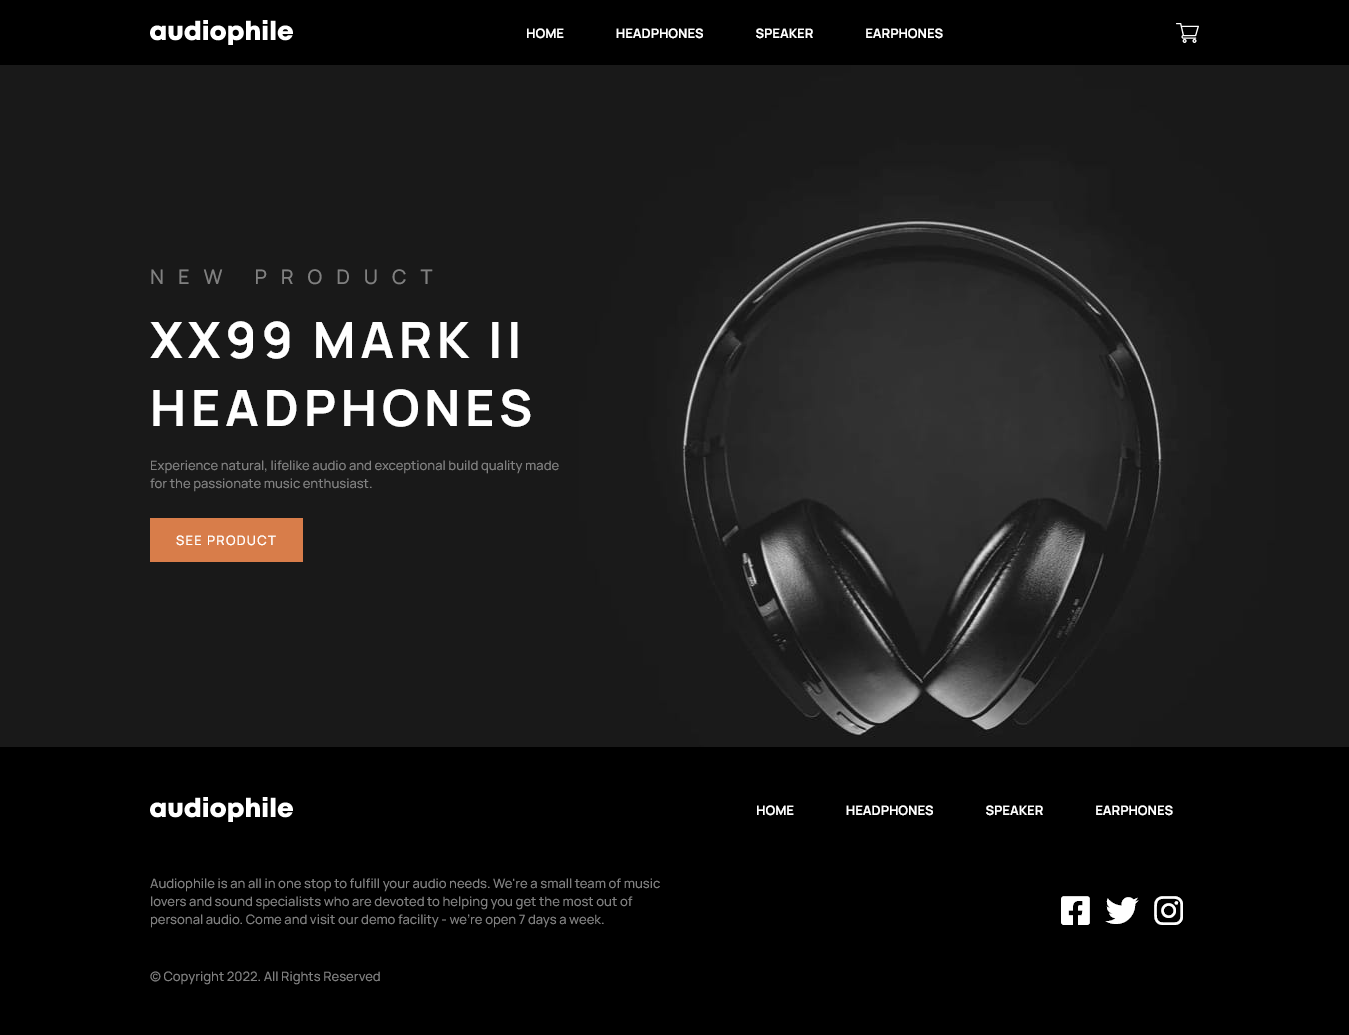 audiophile
HOME HEADPHONES SPEAKER EARPHONES
NEW PRODUCT
XX99 MARK II
HEADPHONES
Experience natural, lifelike audio and exceptional build quality made
for the passionate music enthusiast.
SEE PRODUCT
audiophile
HOME HEADPHONES SPEAKER EARPHONES
Audiophile is an all in one stop to fulfill your audio needs. We're a small team of music
lovers and sound specialists who are devoted to helping you get the most out of
personal audio. Come and visit our demo facility - we're open 7 days a week.
© Copyright 2022. All Rights Reserved